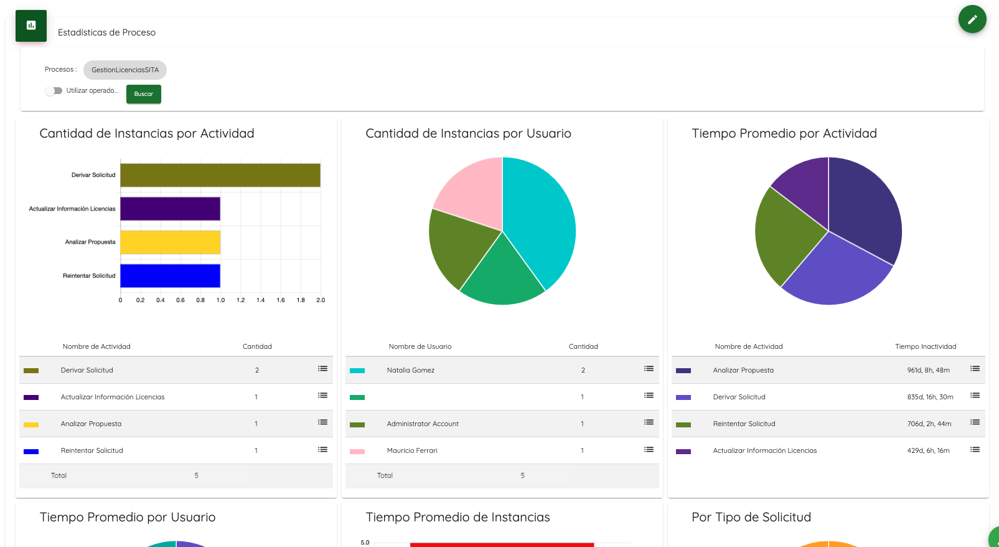 Estadísticas de Proceso
Procesos :
GestionLicenciasSITA
Utilizar operado...
Buscar
Cantidad de Instancias por Actividad
Derivar Solicitud
Actualizar Información Licencias
Analizar Propuesta
Reintentar Solicitud
0 0.2 0.4 0.6 0.8 1.0 1.2 1.4 1.6 1.8 2.0
Nombre de Actividad Cantidad
Derivar Solicitud 2
Actualizar Información Licencias 1
Analizar Propuesta 1
Reintentar Solicitud 1
Total 5
Cantidad de Instancias por Usuario
Nombre de Usuario Cantidad
Natalia Gomez 2
1
Administrator Account 1
Mauricio Ferrari 1
Total 5
Tiempo Promedio por Actividad
Nombre de Actividad Tiempo Inactividad
Analizar Propuesta 961d, 8h, 48m
Derivar Solicitud 835d, 16h, 30m
Reintentar Solicitud 706d, 2h, 44m
Actualizar Información Licencias 429d, 6h, 16m
Tiempo Promedio por Usuario
Tiempo Promedio de Instancias
5.0
Por Tipo de Solicitud